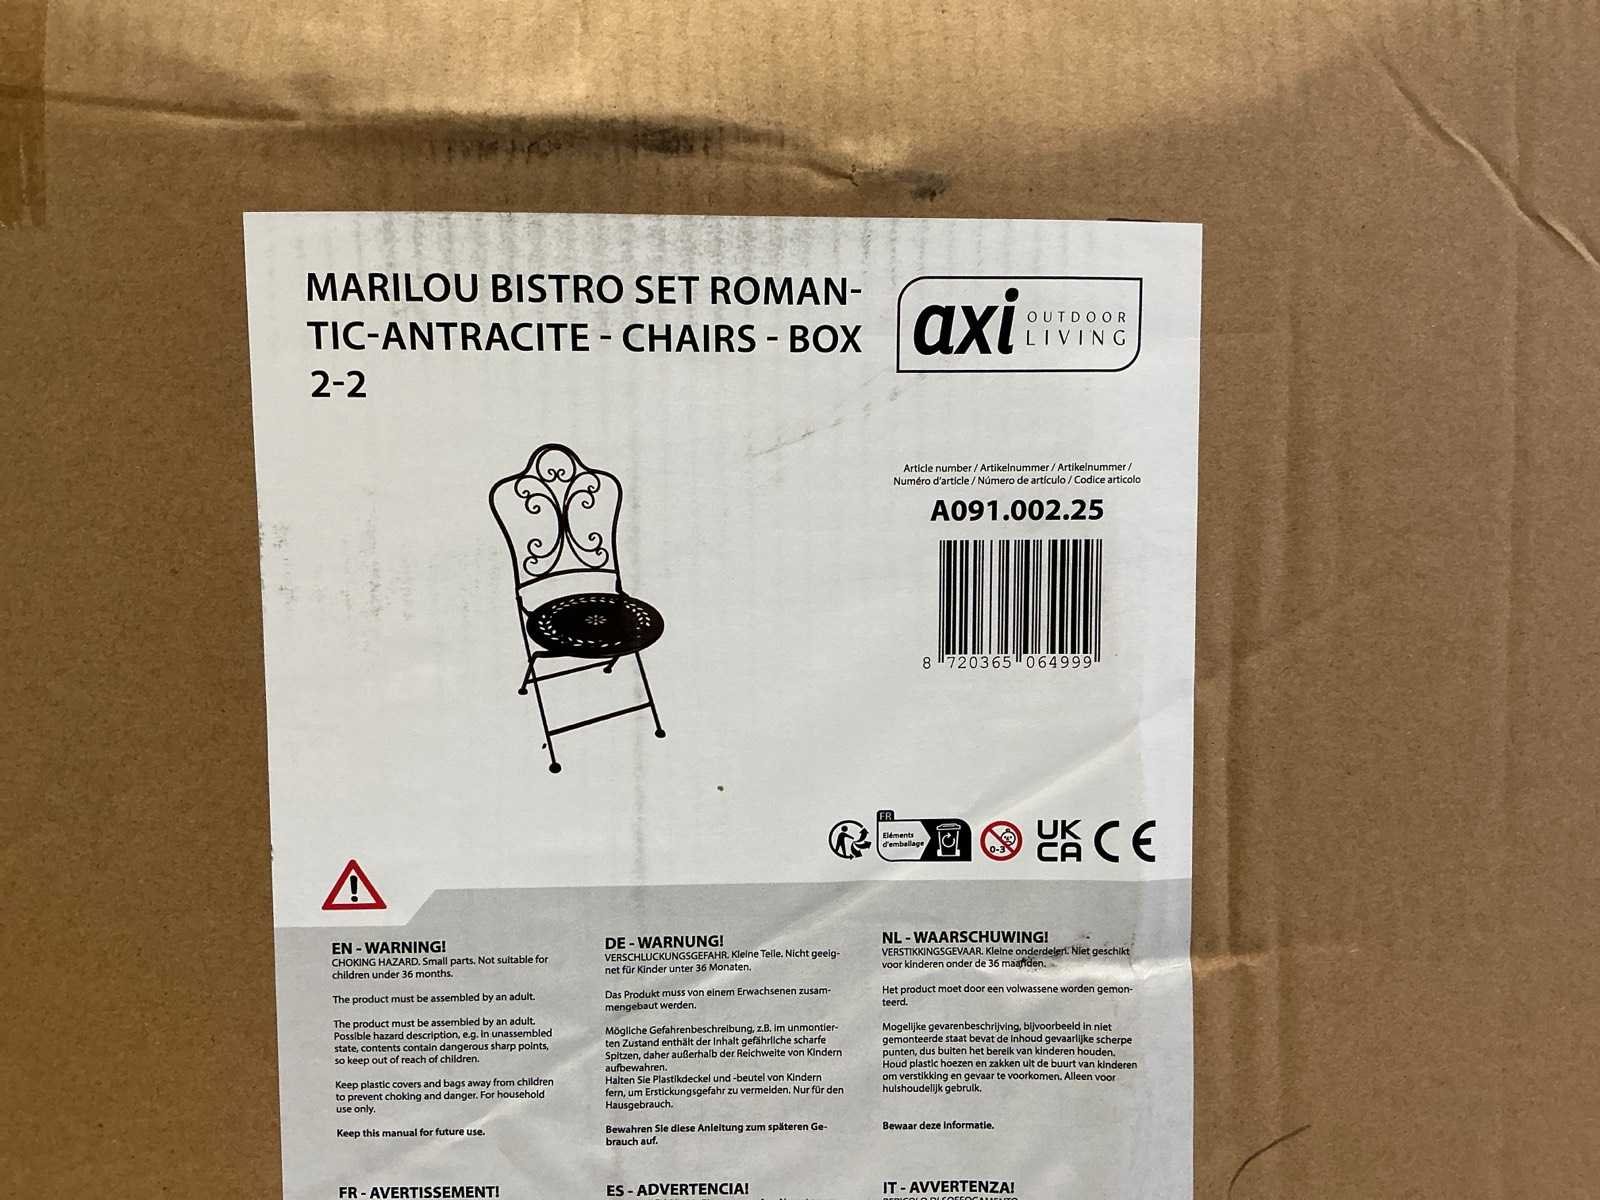 MARILOU BISTRO SET ROMAN-
TIC-ANTRACITE - CHAIRS - BOX
2-2
axi OUTDOOR
LIVING
Article number / Artikelnummer / Artikelnummer /
Numéro d'article / Número de artículo / Codice articolo
A091.002.25
8 720365 064999
FR
Eléments
d'emballage
0-3
UK
CA
CE
EN - WARNING!
CHOKING HAZARD. Small parts. Not suitable for
children under 36 months.
The product must be assembled by an adult.
The product must be assembled by an adult.
Possible hazard description, e.g. in unassembled
state, contents contain dangerous sharp points,
so keep out of reach of children.
Keep plastic covers and bags away from children
to prevent choking and danger. For household
use only.
Keep this manual for future use.
DE - WARNUNG!
VERSCHLUCKUNGSGEFAHR. Kleine Teile. Nicht geeig-
net für Kinder unter 36 Monaten.
Das Produkt muss von einem Erwachsenen zusam-
mengebaut werden.
Mögliche Gefahrenbeschreibung, z.B. im unmontier-
ten Zustand enthält der Inhalt gefährliche scharfe
Spitzen, daher außerhalb der Reichweite von Kindern
aufbewahren.
Halten Sie Plastikdeckel und -beutel von Kindern
fern, um Erstickungsgefahr zu vermeiden. Nur für den
Hausgebrauch.
Bewahren Sie diese Anleitung zum späteren Ge-
brauch auf.
NL - WAARSCHUWING!
VERSTIKKINGSGEVAAR. Kleine onderdelen. Niet geschikt
voor kinderen onder de 36 maanden.
Het product moet door een volwassene worden gemon-
teerd.
Mogelijke gevarenbeschrijving, bijvoorbeeld in niet
gemonteerde staat bevat de inhoud gevaarlijke scherpe
punten, dus buiten het bereik van kinderen houden.
Houd plastic hoezen en zakken uit de buurt van kinderen
om verstikking en gevaar te voorkomen. Alleen voor
huishoudelijk gebruik.
Bewaar deze informatie.
FR - AVERTISSEMENT!
ES - ADVERTENCIA!
IT - AVVERTENZA!